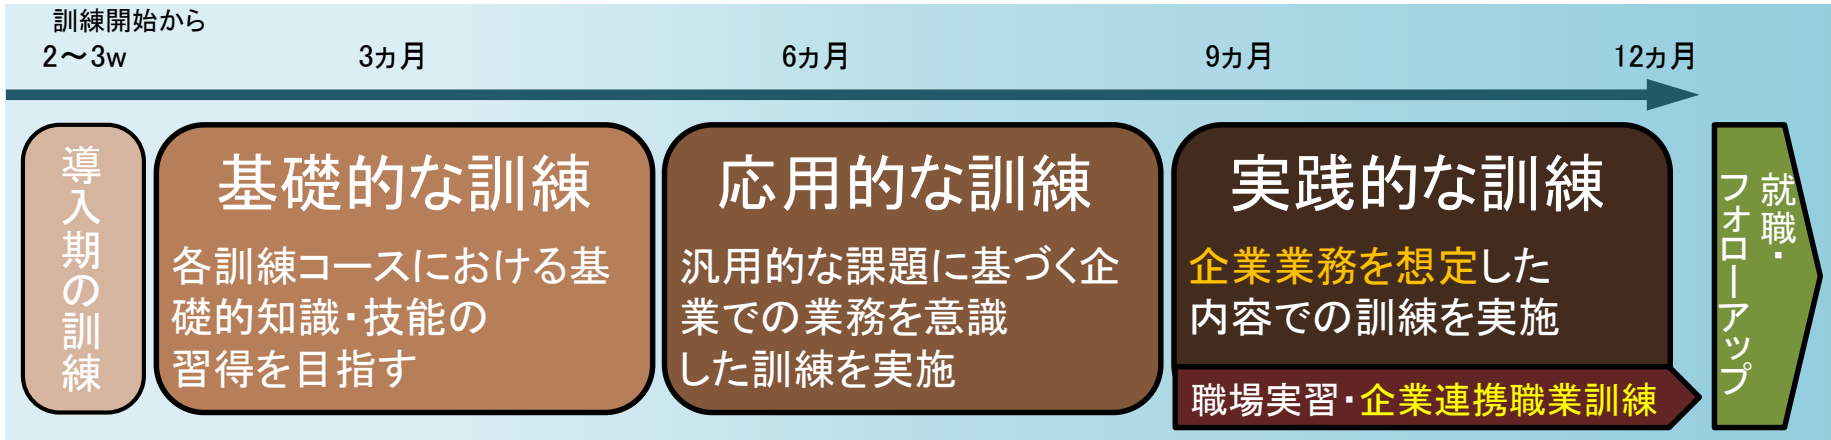 訓練開始から
2～3w
3ヵ月
6ヵ月
9ヵ月
12ヵ月
導入期の訓練
基礎的な訓練
各訓練コースにおける基
礎的知識・技能の
習得を目指す
応用的な訓練
汎用的な課題に基づく企
業での業務を意識
した訓練を実施
実践的な訓練
企業業務を想定した
内容での訓練を実施
職場実習・企業連携職業訓練
就職・
フォローアップ